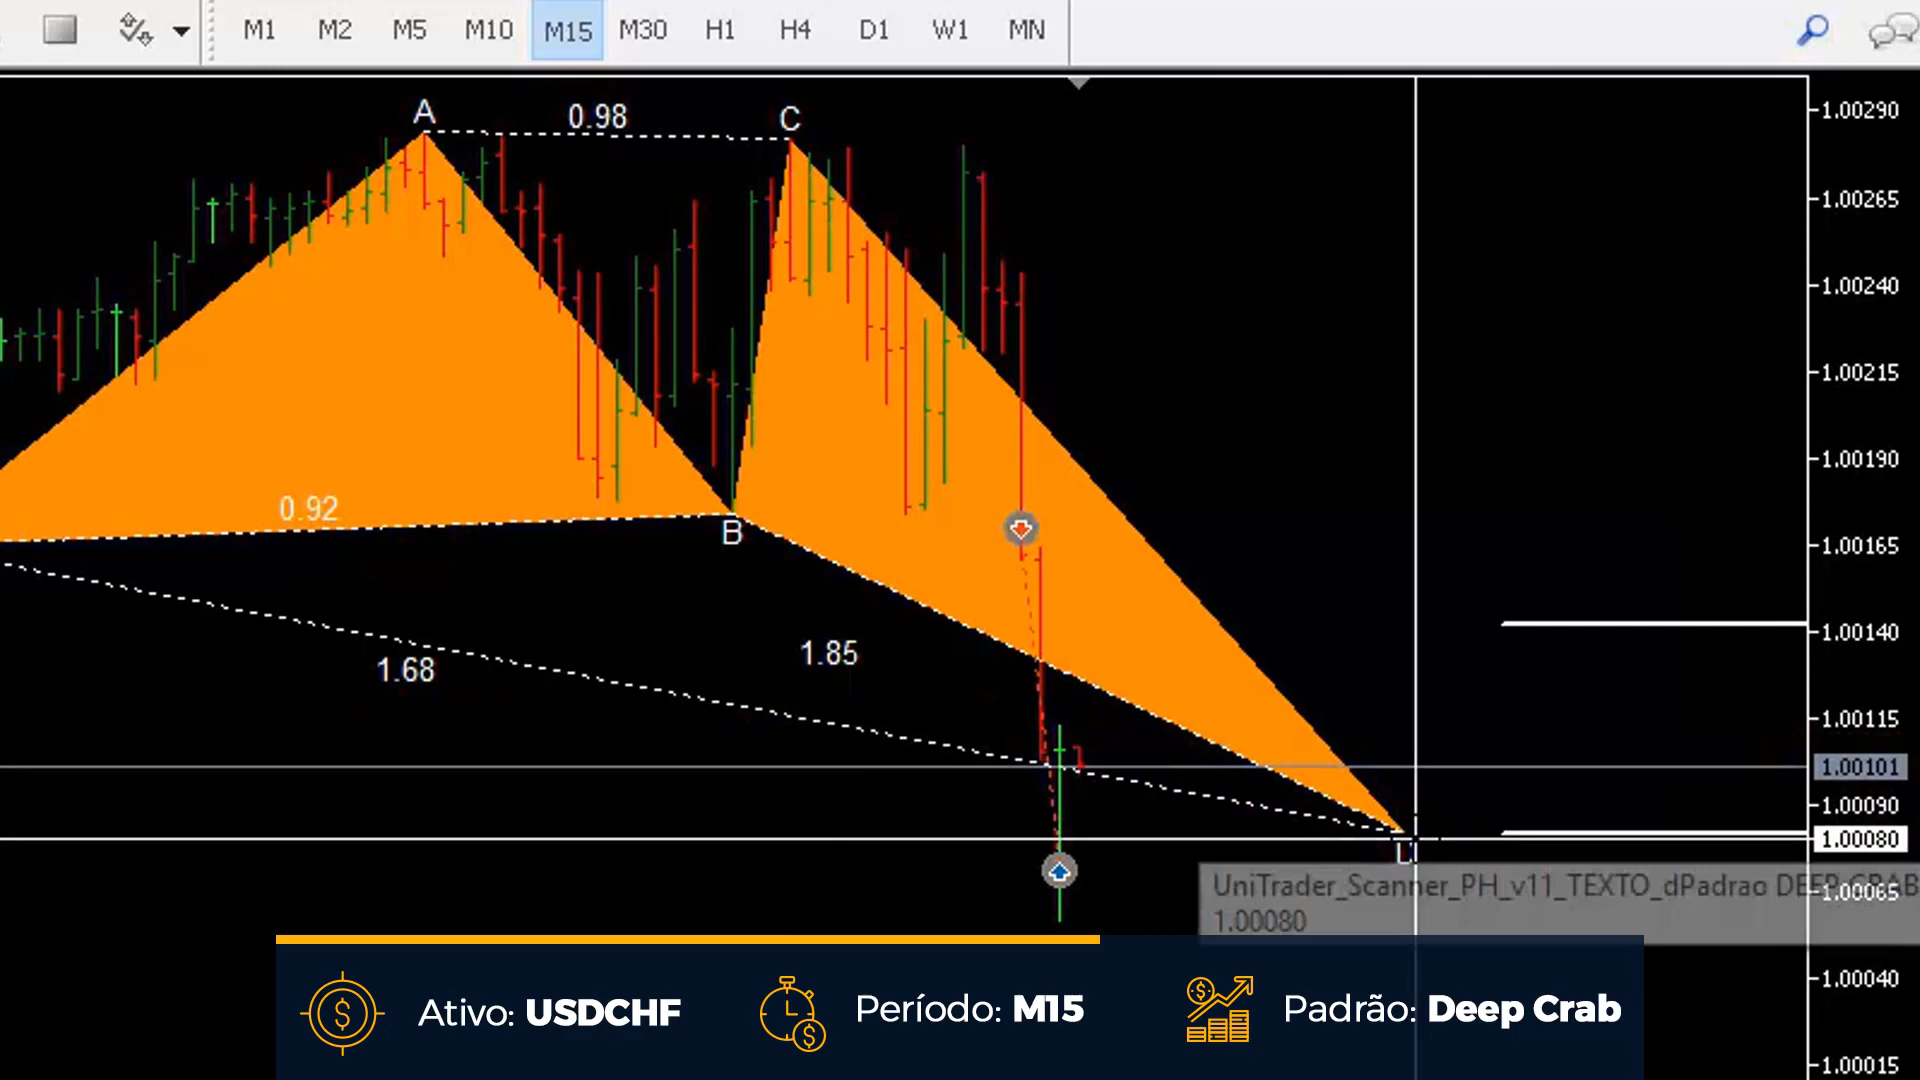 M1 M2 M5 M10 M15 M30 H1 H4 D1 W1 MN
A
0.98
C
1.00290
1.00265
1.00240
1.00215
1.00190
0.92
B
1.00165
1.00140
1.85
1.68
1.00115
1.00101
1.00090
1.00080
UniTrader_Scanner_PH_v11_TEXTO_dPadrao DEEP CRAB
1.00065
1.00080
1.00040
1.00015
Ativo: USDCHF
Período: M15
Padrão: Deep Crab